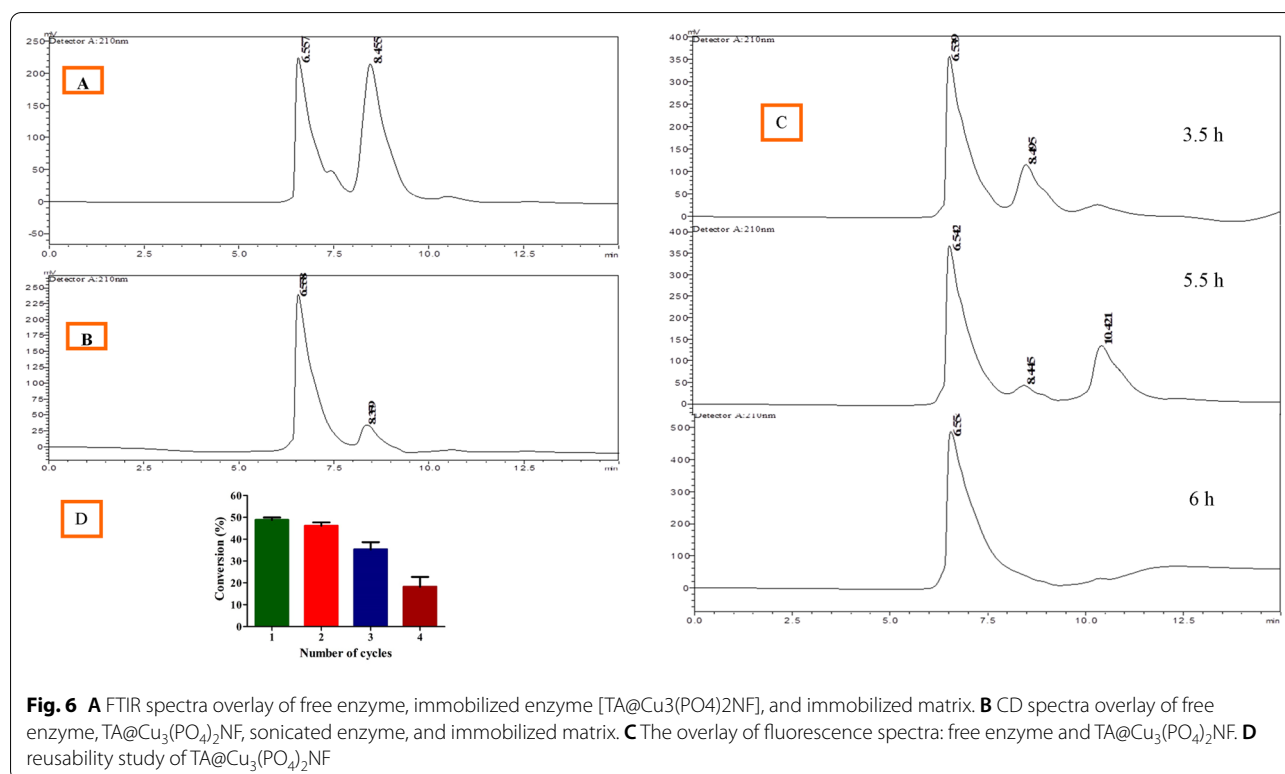 mV
Detector A:210nm
250
200
150
100
50
0
-50
A
6.557
8.455
0.0 2.5 5.0 7.5 10.0 12.5
min
mV
Detector A:210nm
250
225
200
175
150
125
100
75
50
25
0
B
0.0 2.5 5.0 7.5 10.0 12.5
min
D
Conversion (%)
60
50
40
30
20
10
0
1 2 3 4
Number of cycles
mV
400
Detector A:210nm
350
300
250
200
150
100
50
0
C
6.539
8.495
3.5 h
Detector A:210nm
400
350
300
250
200
150
100
50
0
6.542
8.445
10.421
5.5 h
Detector A:210nm
500
400
300
200
100
0
6.554
6 h
0.0 2.5 5.0 7.5 10.0 12.5
min
Fig. 6 A FTIR spectra overlay of free enzyme, immobilized enzyme [TA@Cu3(PO4)2NF], and immobilized matrix. B CD spectra overlay of free
enzyme, TA@Cu₃(PO₄)₂NF, sonicated enzyme, and immobilized matrix. C The overlay of fluorescence spectra: free enzyme and TA@Cu₃(PO₄)₂NF. D
reusability study of TA@Cu₃(PO₄)₂NF